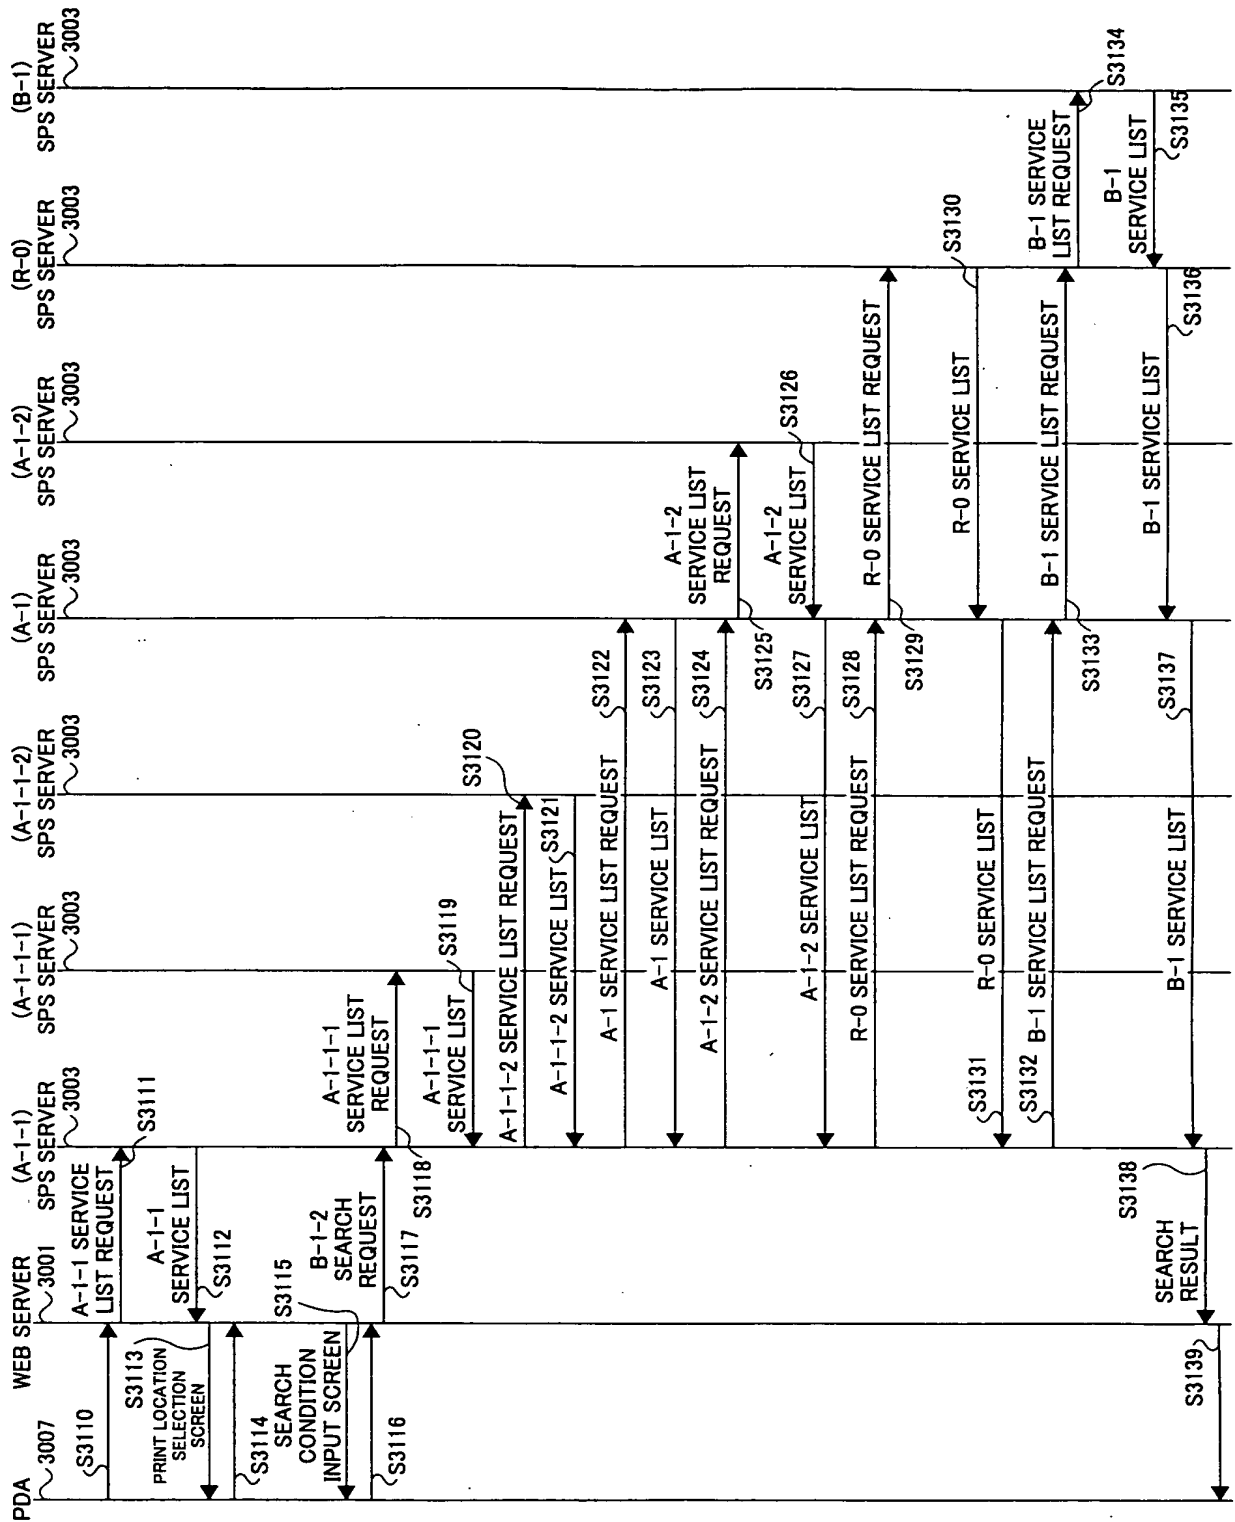 PDA
3007
WEB SERVER
3001
(A-1-1)
SPS SERVER
3003
(A-1-1-1)
SPS SERVER
3003
(A-1-1-2)
SPS SERVER
3003
(A-1)
SPS SERVER
3003
(A-1-2)
SPS SERVER
3003
(R-0)
SPS SERVER
3003
(B-1)
SPS SERVER
3003
S3110
A-1-1 SERVICE
LIST REQUEST
S3111
A-1-1
SERVICE LIST
S3112
S3113
PRINT LOCATION
SELECTION
SCREEN
S3114
SEARCH
CONDITION
INPUT SCREEN
S3115
S3116
B-1-2
SEARCH
REQUEST
S3117
A-1-1-1
SERVICE LIST
REQUEST
S3118
A-1-1-1
SERVICE LIST
S3119
A-1-1-2 SERVICE LIST REQUEST
S3120
A-1-1-2 SERVICE LIST
S3121
A-1 SERVICE LIST REQUEST
S3122
A-1 SERVICE LIST
S3123
A-1-2 SERVICE LIST REQUEST
S3124
A-1-2
SERVICE LIST
REQUEST
S3125
A-1-2
SERVICE LIST
S3126
A-1-2 SERVICE LIST
S3127
R-0 SERVICE LIST REQUEST
S3128
R-0 SERVICE LIST REQUEST
S3129
R-0 SERVICE LIST
S3130
R-0 SERVICE LIST
S3131
B-1 SERVICE LIST REQUEST
S3132
B-1 SERVICE LIST REQUEST
S3133
B-1 SERVICE
LIST REQUEST
S3134
B-1
SERVICE LIST
S3135
B-1 SERVICE LIST
S3136
B-1 SERVICE LIST
S3137
SEARCH
RESULT
S3138
S3139